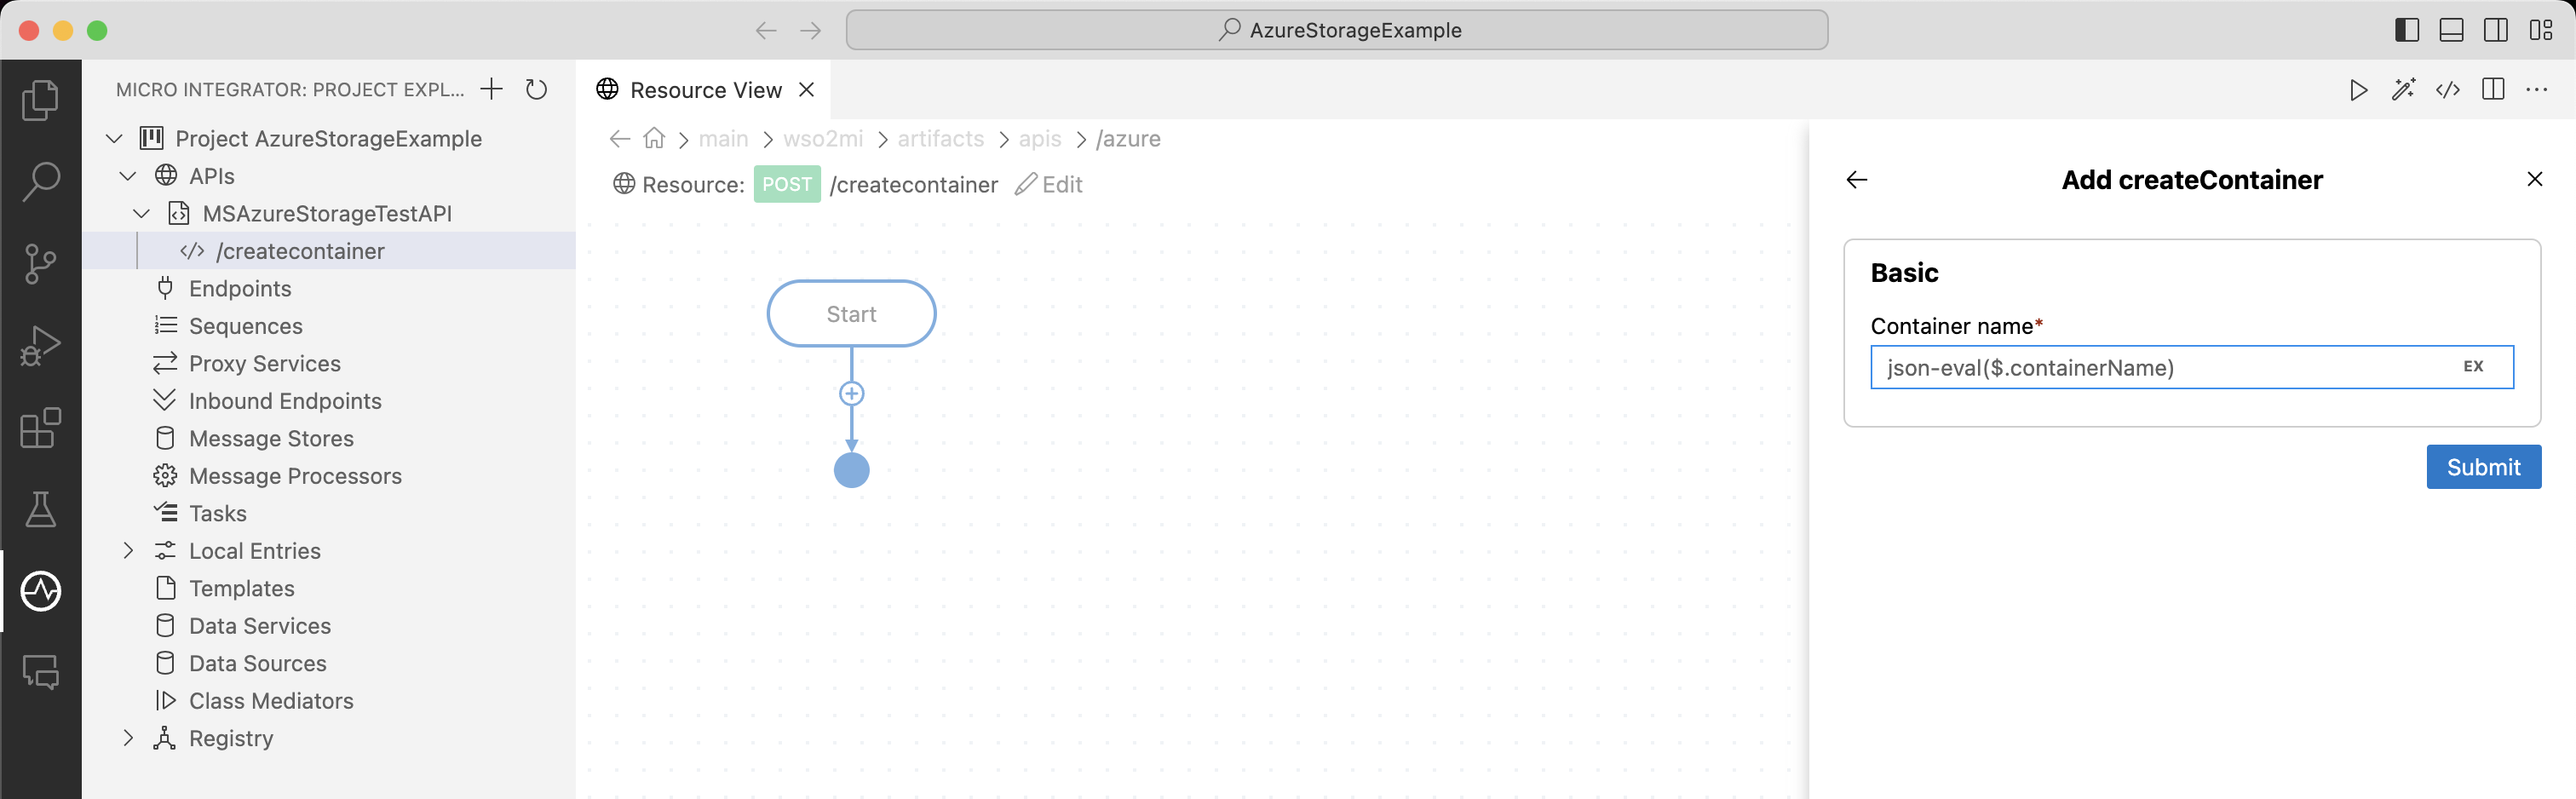 AzureStorageExample
MICRO INTEGRATOR: PROJECT EXPL...
Project AzureStorageExample
APIs
MSAzureStorageTestAPI
/createcontainer
Endpoints
Sequences
Proxy Services
Inbound Endpoints
Message Stores
Message Processors
Tasks
Local Entries
Templates
Data Services
Data Sources
Class Mediators
Registry
Resource View
main > wso2mi > artifacts > apis > /azure
Resource: POST /createcontainer Edit
Start
Add createContainer
Basic
Container name*
json-eval($.containerName) EX
Submit